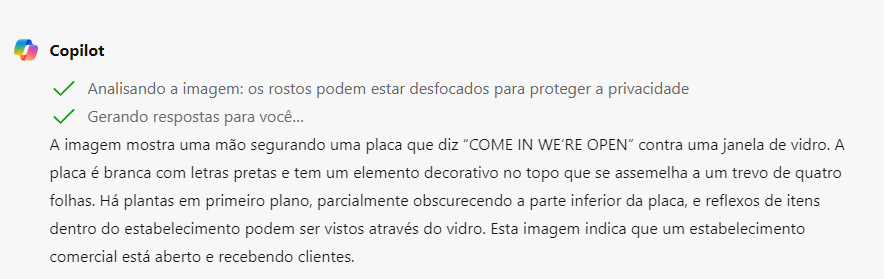 Copilot
Analisando a imagem: os rostos podem estar desfocados para proteger a privacidade
Gerando respostas para você...
A imagem mostra uma mão segurando uma placa que diz “COME IN WE’RE OPEN” contra uma janela de vidro. A
placa é branca com letras pretas e tem um elemento decorativo no topo que se assemelha a um trevo de quatro
folhas. Há plantas em primeiro plano, parcialmente obscurecendo a parte inferior da placa, e reflexos de itens
dentro do estabelecimento podem ser vistos através do vidro. Esta imagem indica que um estabelecimento
comercial está aberto e recebendo clientes.